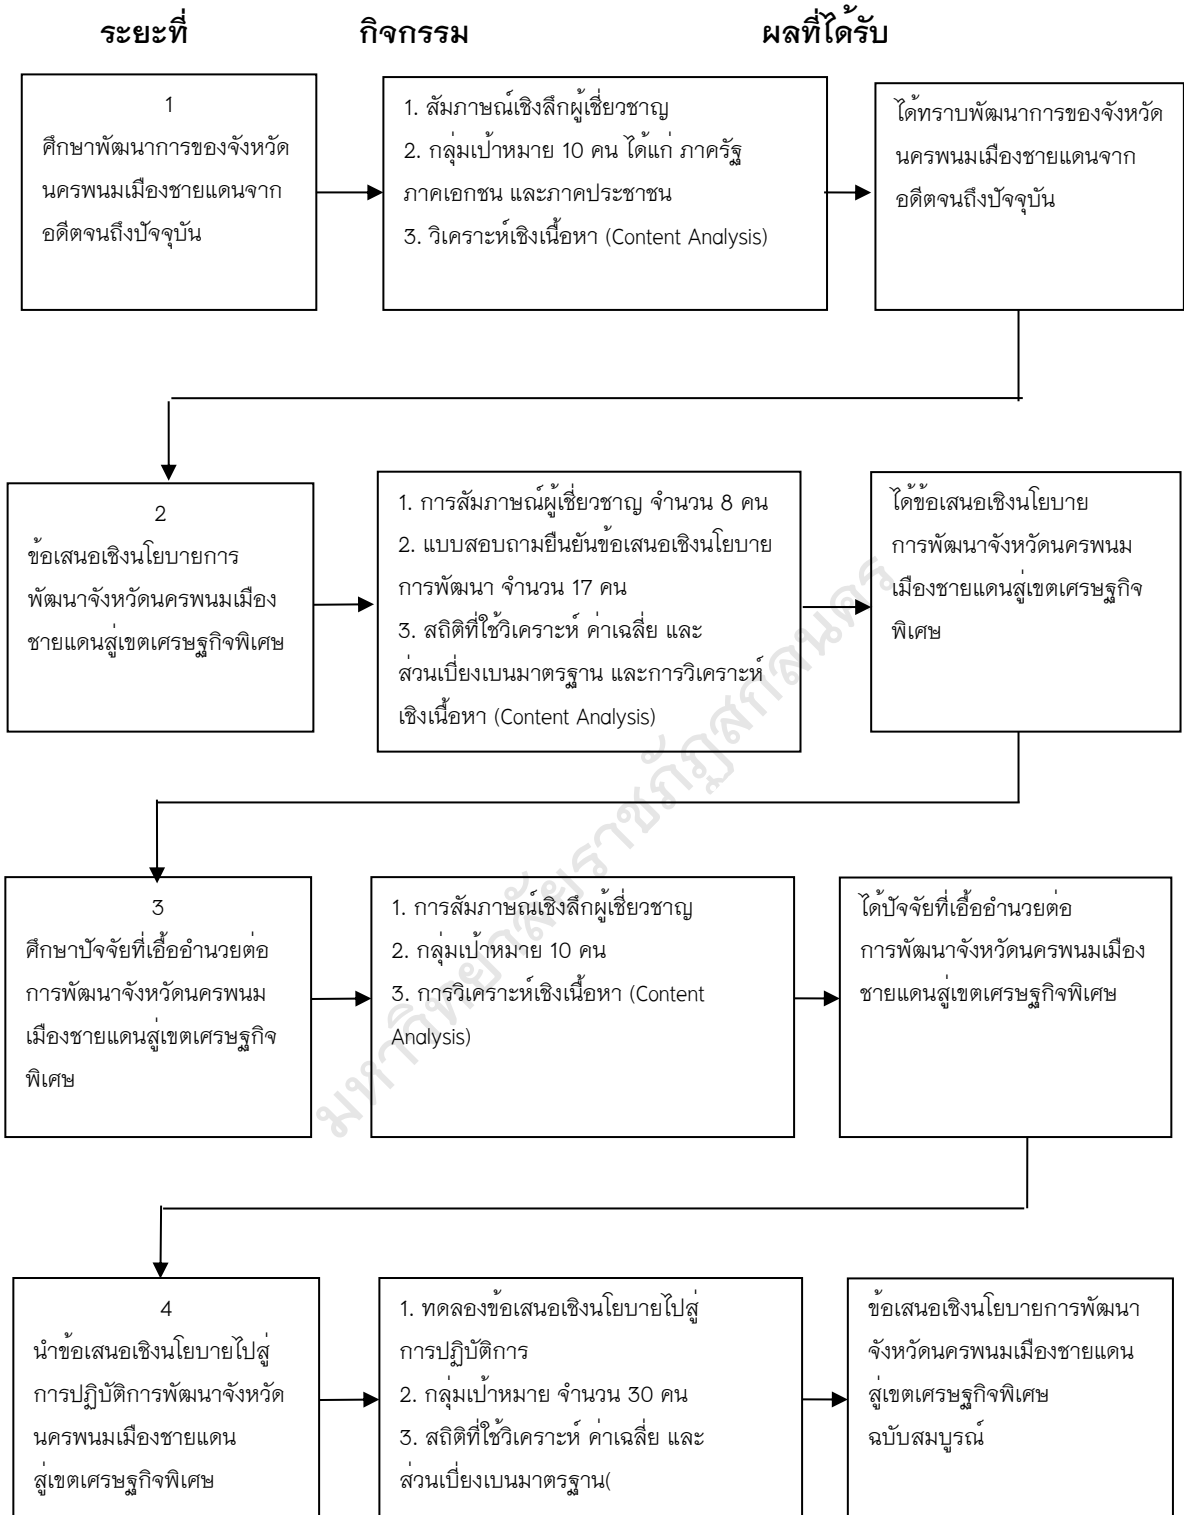 ระยะที่ กิจกรรม ผลที่ได้รับ
1
ศึกษาพัฒนาการของจังหวัด
นครพนมเมืองชายแดนจาก
อดีตจนถึงปัจจุบัน
1. สัมภาษณ์เชิงลึกผู้เชี่ยวชาญ
2. กลุ่มเป้าหมาย 10 คน ได้แก่ ภาครัฐ
ภาคเอกชน และภาคประชาชน
3. วิเคราะห์เชิงเนื้อหา (Content Analysis)
ได้ทราบพัฒนาการของจังหวัด
นครพนมเมืองชายแดนจาก
อดีตจนถึงปัจจุบัน
2
ข้อเสนอเชิงนโยบายการ
พัฒนาจังหวัดนครพนมเมือง
ชายแดนสู่เขตเศรษฐกิจพิเศษ
1. การสัมภาษณ์ผู้เชี่ยวชาญ จำนวน 8 คน
2. แบบสอบถามยืนยันข้อเสนอเชิงนโยบาย
การพัฒนา จำนวน 17 คน
3. สถิติที่ใช้วิเคราะห์ ค่าเฉลี่ย และ
ส่วนเบี่ยงเบนมาตรฐาน และการวิเคราะห์
เชิงเนื้อหา (Content Analysis)
ได้ข้อเสนอเชิงนโยบาย
การพัฒนาจังหวัดนครพนม
เมืองชายแดนสู่เขตเศรษฐกิจ
พิเศษ
3
ศึกษาปัจจัยที่เอื้ออำนวยต่อ
การพัฒนาจังหวัดนครพนม
เมืองชายแดนสู่เขตเศรษฐกิจ
พิเศษ
1. การสัมภาษณ์เชิงลึกผู้เชี่ยวชาญ
2. กลุ่มเป้าหมาย 10 คน
3. การวิเคราะห์เชิงเนื้อหา (Content
Analysis)
ได้ปัจจัยที่เอื้ออำนวยต่อ
การพัฒนาจังหวัดนครพนมเมือง
ชายแดนสู่เขตเศรษฐกิจพิเศษ
4
นำข้อเสนอเชิงนโยบายไปสู่
การปฏิบัติการพัฒนาจังหวัด
นครพนมเมืองชายแดน
สู่เขตเศรษฐกิจพิเศษ
1. ทดลองข้อเสนอเชิงนโยบายไปสู่
การปฏิบัติการ
2. กลุ่มเป้าหมาย จำนวน 30 คน
3. สถิติที่ใช้วิเคราะห์ ค่าเฉลี่ย และ
ส่วนเบี่ยงเบนมาตรฐาน(
ข้อเสนอเชิงนโยบายการพัฒนา
จังหวัดนครพนมเมืองชายแดน
สู่เขตเศรษฐกิจพิเศษ
ฉบับสมบูรณ์
มหาวิทยาลัยราชภัฏสกลนคร